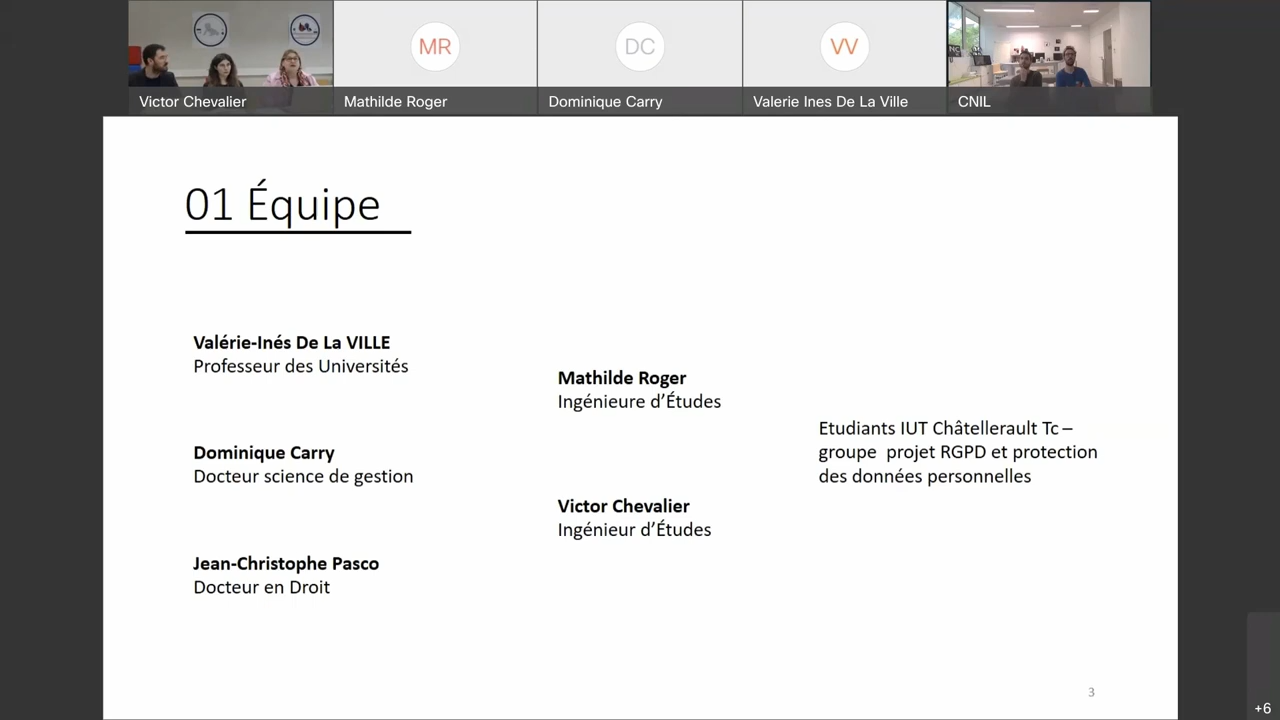 MR
DC
VV
NC
Victor Chevalier
Mathilde Roger
Dominique Carry
Valerie Ines De La Ville
CNIL
01 Équipe
Valérie-Inés De La VILLE
Professeur des Universités
Mathilde Roger
Ingénieure d’Études
Etudiants IUT Châtellerault Tc –
groupe  projet RGPD et protection
des données personnelles
Dominique Carry
Docteur science de gestion
Victor Chevalier
Ingénieur d’Études
Jean-Christophe Pasco
Docteur en Droit
3
+6